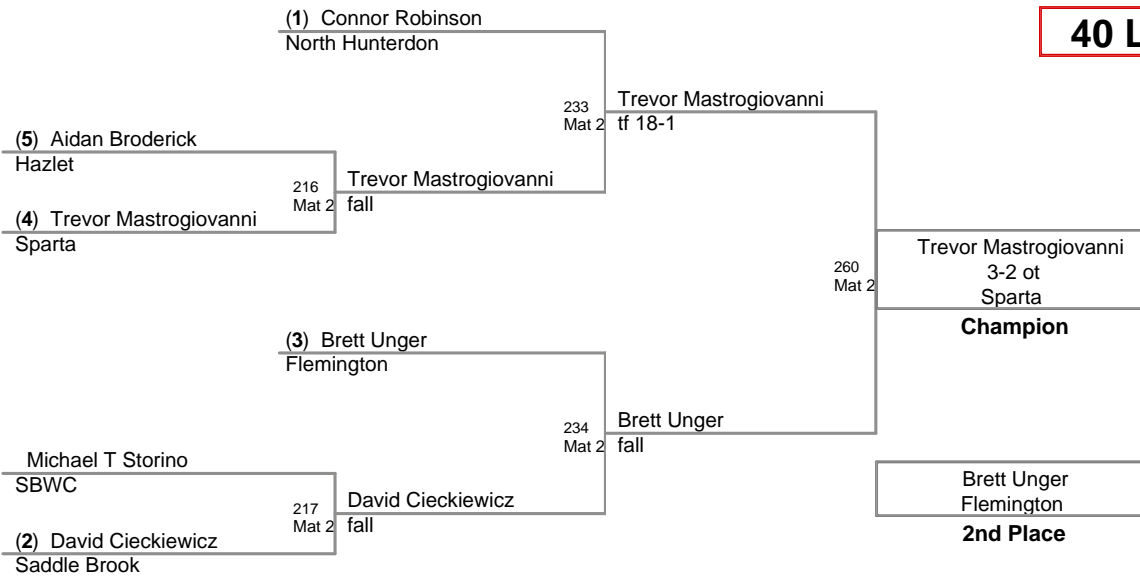 (1) Connor Robinson
North Hunterdon
40 L
233
Mat 2
Trevor Mastrogiovanni
tf 18-1
(5) Aidan Broderick
Hazlet
216
Mat 2
Trevor Mastrogiovanni
fall
(4) Trevor Mastrogiovanni
Sparta
260
Mat 2
Trevor Mastrogiovanni
3-2 ot
Sparta
Champion
(3) Brett Unger
Flemington
234
Mat 2
Brett Unger
fall
Michael T Storino
SBWC
217
Mat 2
David Cieckiewicz
fall
(2) David Cieckiewicz
Saddle Brook
Brett Unger
Flemington
2nd Place